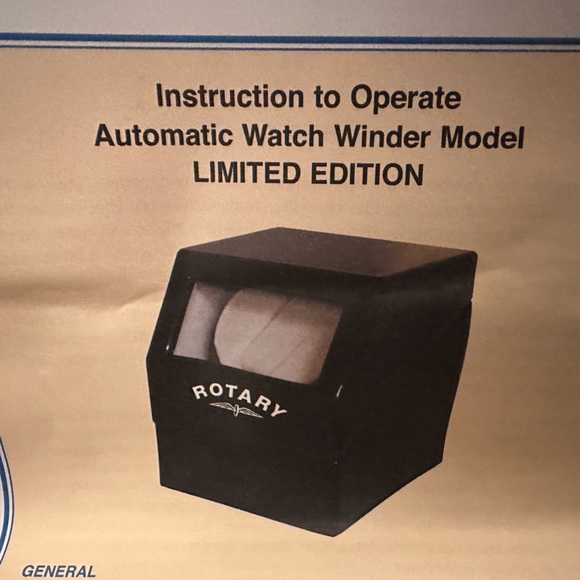 Instruction to Operate
Automatic Watch Winder Model
LIMITED EDITION
ROTARY
GENERAL